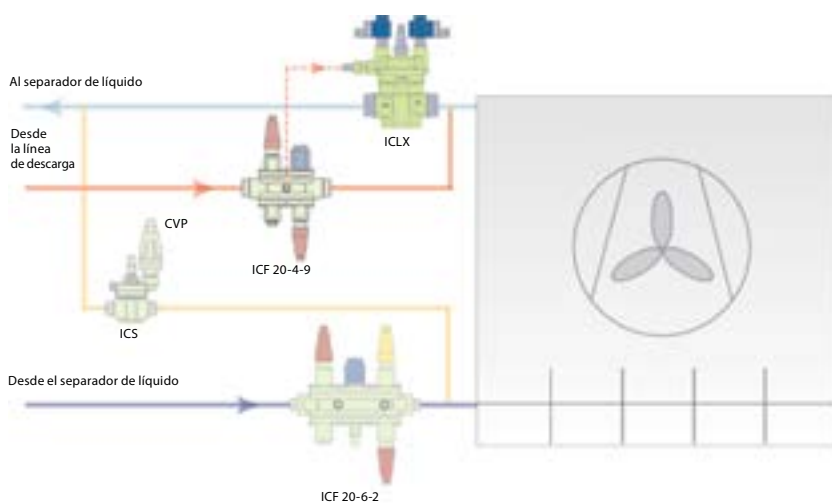 Al separador de líquido
Desde
la línea
de descarga
ICLX
CVP
ICF 20-4-9
ICS
Desde el separador de líquido
ICF 20-6-2